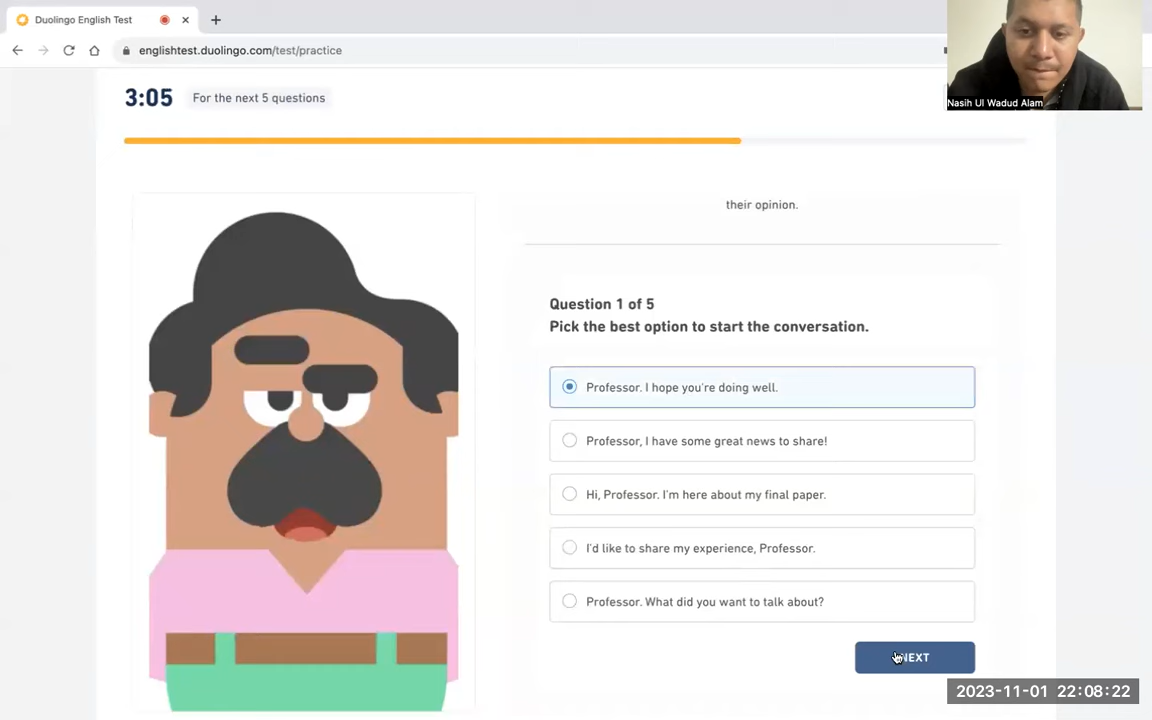 Duolingo English Test
englishtest.duolingo.com/test/practice
Nasih Ul Wadud Alam
3:05 For the next 5 questions
their opinion.
Question 1 of 5
Pick the best option to start the conversation.
Professor. I hope you're doing well.
Professor, I have some great news to share!
Hi, Professor. I'm here about my final paper.
I'd like to share my experience, Professor.
Professor. What did you want to talk about?
NEXT
2023-11-01 22:08:22